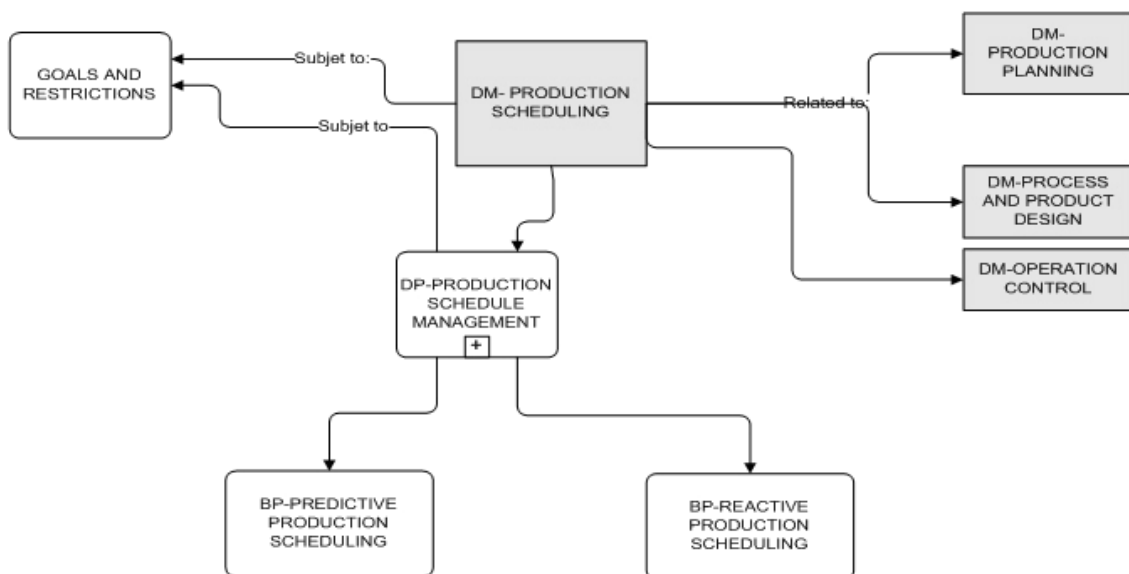 GOALS AND
RESTRICTIONS
Subjet to:
Subjet to
DM- PRODUCTION
SCHEDULING
Related to:
DM-
PRODUCTION
PLANNING
DM-PROCESS
AND PRODUCT
DESIGN
DM-OPERATION
CONTROL
DP-PRODUCTION
SCHEDULE
MANAGEMENT
+
BP-PREDICTIVE
PRODUCTION
SCHEDULING
BP-REACTIVE
PRODUCTION
SCHEDULING